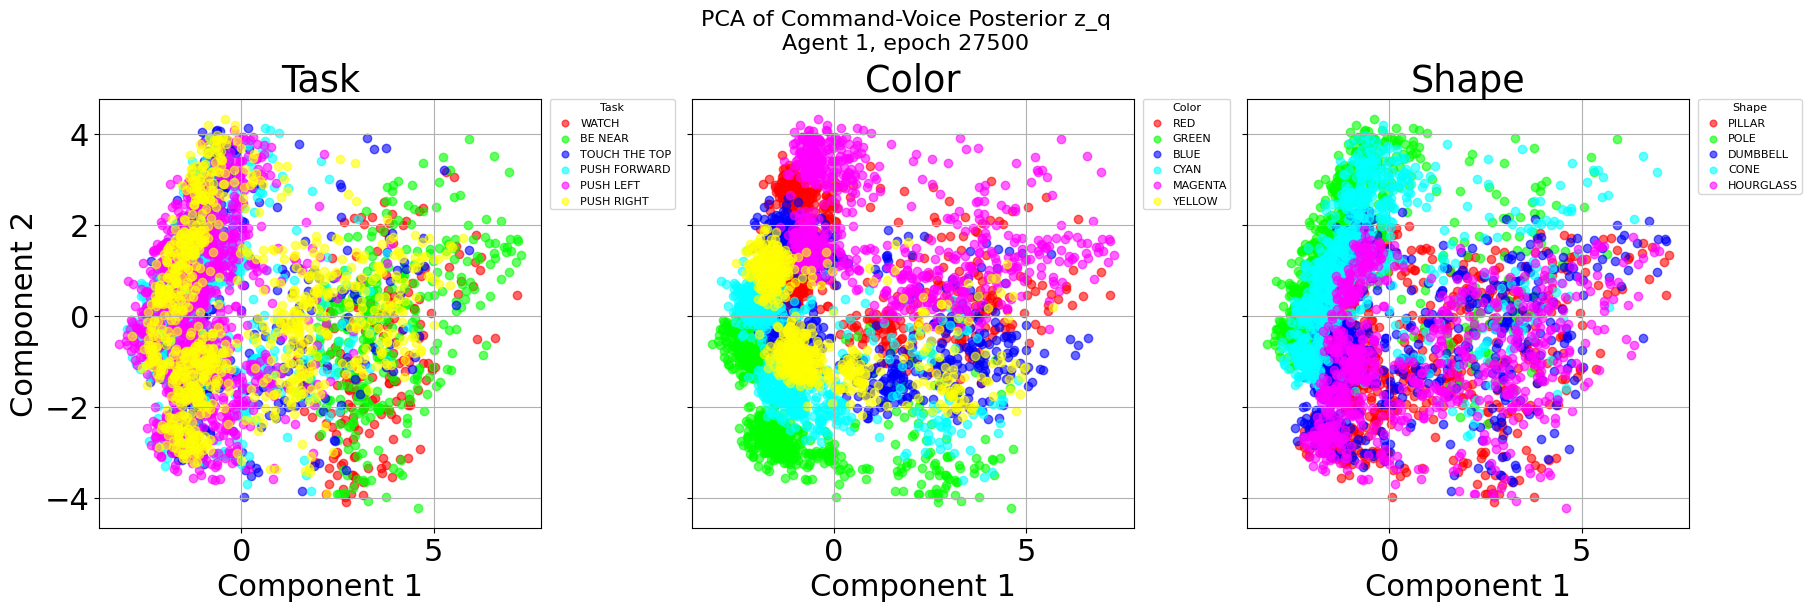 PCA of Command-Voice Posterior z_q
Agent 1, epoch 27500
Task
Component 2
4
2
0
−2
−4
0
5
Component 1
Task
WATCH
BE NEAR
TOUCH THE TOP
PUSH FORWARD
PUSH LEFT
PUSH RIGHT
Color
0
5
Component 1
Color
RED
GREEN
BLUE
CYAN
MAGENTA
YELLOW
Shape
0
5
Component 1
Shape
PILLAR
POLE
DUMBBELL
CONE
HOURGLASS